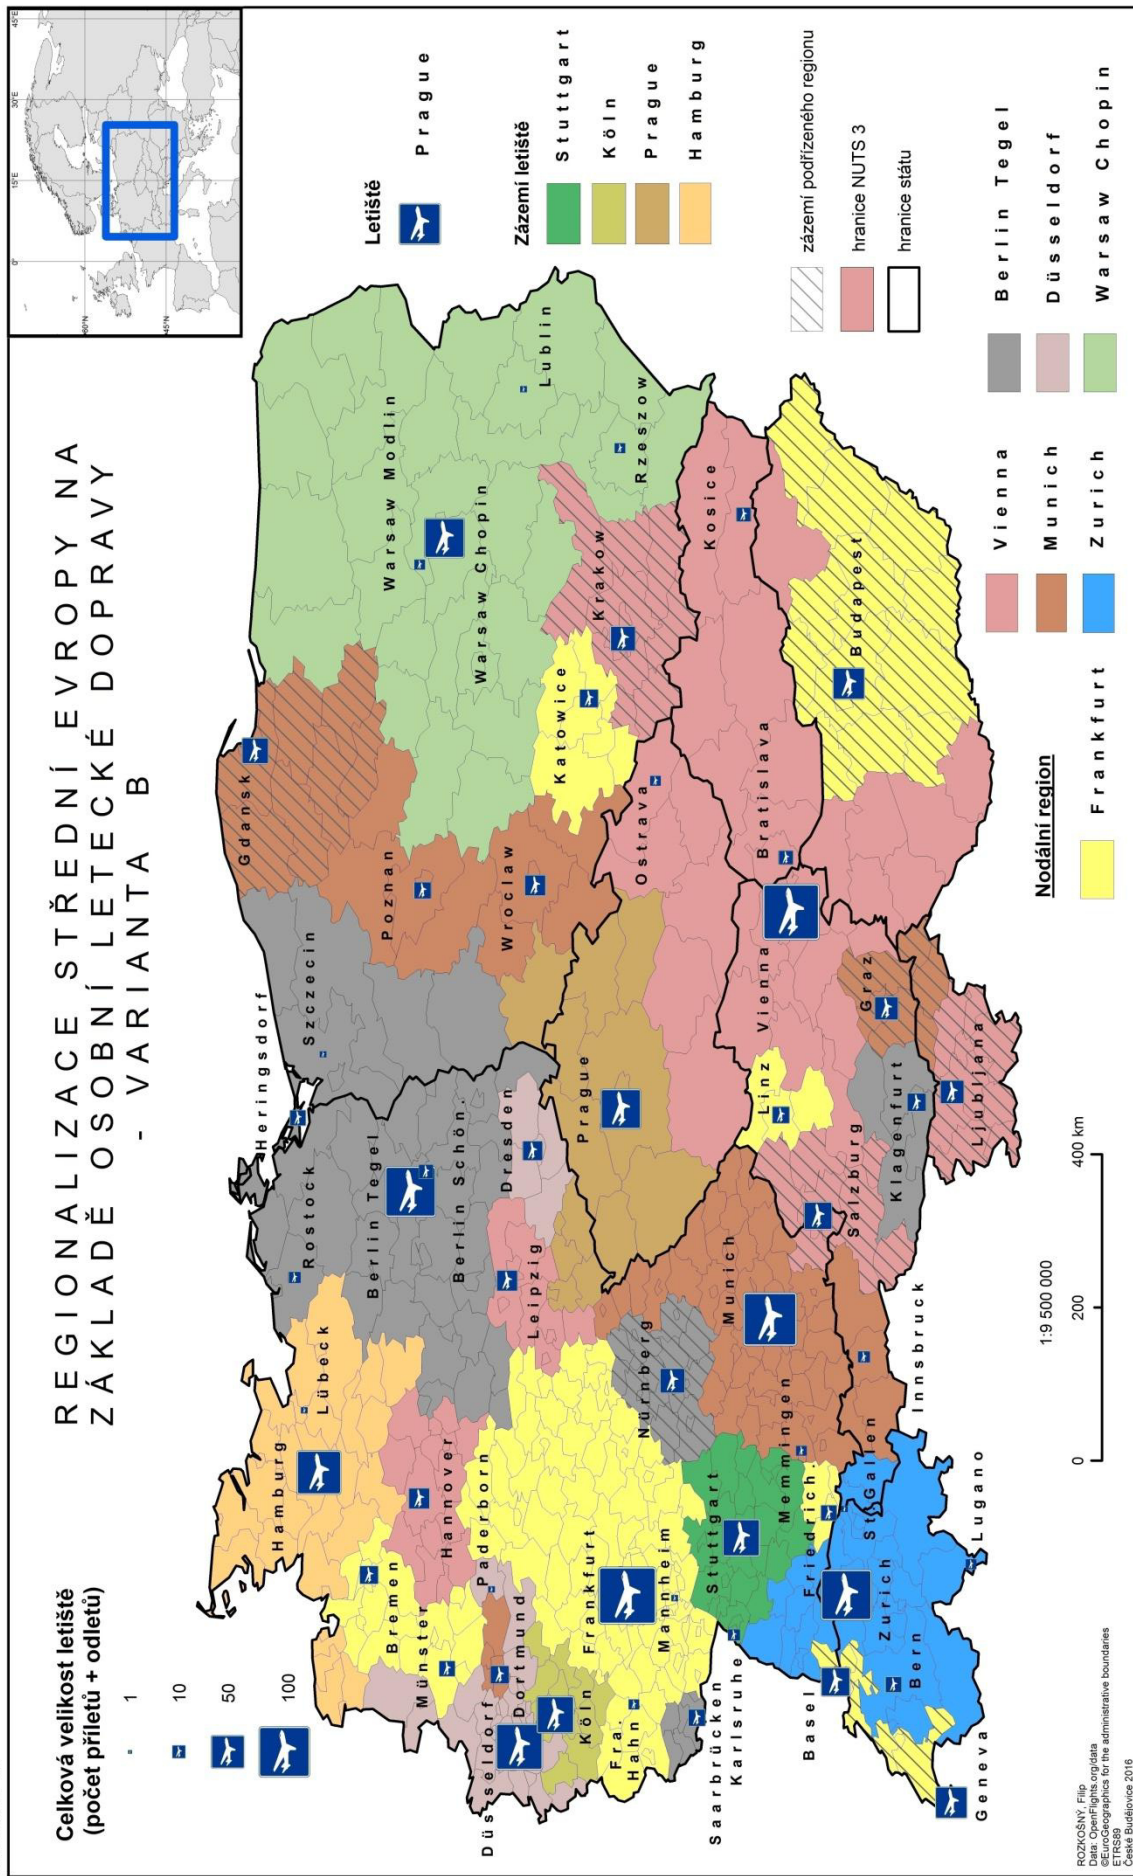 REGIONALIZACE STŘEDNÍ EVROPY NA
ZÁKLADĚ OSOBNÍ LETECKÉ DOPRAVY
- VARIANTA B
45°E
30°E
15°E
0°
60°N
45°N
Celková velikost letiště
(počet příletů + odletů)
1
10
50
100
Heringsdorf
Gdansk
Szczecin
Rostock
Lübeck
Hamburg
Poznan
Warsaw Modlin
Warsaw Chopin
Berlin Tegel
Berlin Schön.
Bremen
Hannover
Münster
Paderborn
Dortmund
Düsseldorf
Köln
Wroclaw
Lublin
Katowice
Krakow
Rzeszow
Dresden
Leipzig
Frankfurt
Fra.
Hahn
Mannheim
Prague
Ostrava
Nürnberg
Saarbrücken
Karlsruhe
Stuttgart
Munich
Memmingen
Friedrich.
Kosice
Bratislava
Vienna
Linz
Salzburg
Budapest
Basel
Zurich
Bern
St. Gallen
Innsbruck
Graz
Klagenfurt
Ljubljana
Geneva
Lugano
Letiště
Prague
Zázemí letiště
Stuttgart
Köln
Prague
Hamburg
zázemí podřízeného regionu
hranice NUTS 3
hranice státu
Nodální region
Frankfurt
Vienna
Munich
Zurich
Berlin Tegel
Düsseldorf
Warsaw Chopin
1:9 500 000
0
200
400 km
ROZKOŠNÝ, Filip
Data: OpenFlights.org/data
©EuroGeographics for the administrative boundaries
ETRS89
České Budějovice 2016